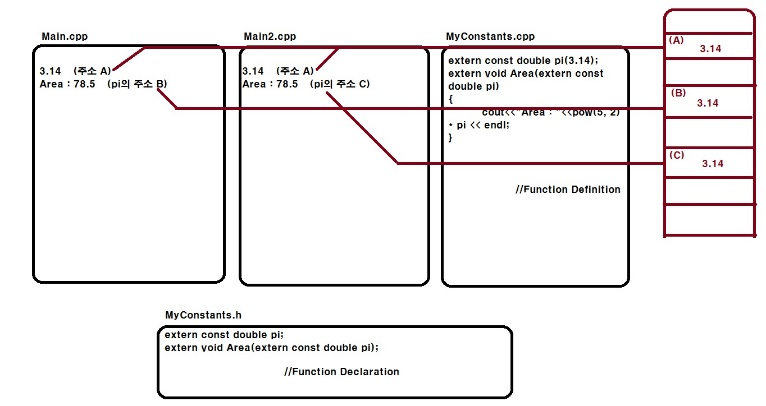 Main.cpp
3.14 (주소 A)
Area : 78.5 (pi의 주소 B)
Main2.cpp
3.14 (주소 A)
Area : 78.5 (pi의 주소 C)
MyConstants.cpp
extern const double pi(3.14);
extern void Area(extern const
double pi)
{
cout<<"Area : "<<pow(5, 2)
* pi << endl;
}
//Function Definition
(A)
3.14
(B)
3.14
(C)
3.14
MyConstants.h
extern const double pi;
extern void Area(extern const double pi);
//Function Declaration